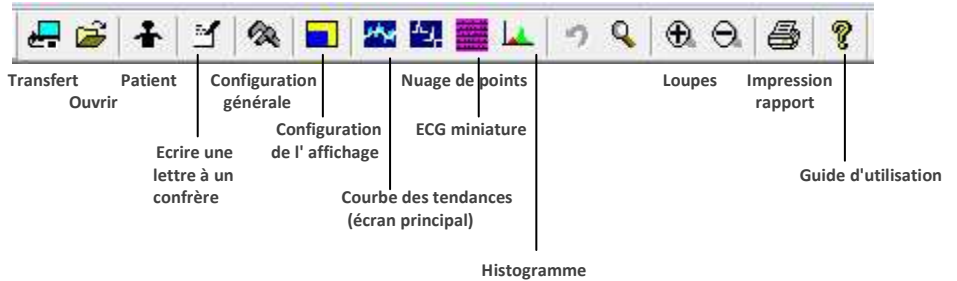 Transfert
Ouvrir
Patient
Ecrire une
lettre à un
confrère
Configuration
générale
Configuration
de l' affichage
Courbe des tendances
(écran principal)
Nuage de points
ECG miniature
Histogramme
Loupes
Impression
rapport
Guide d'utilisation